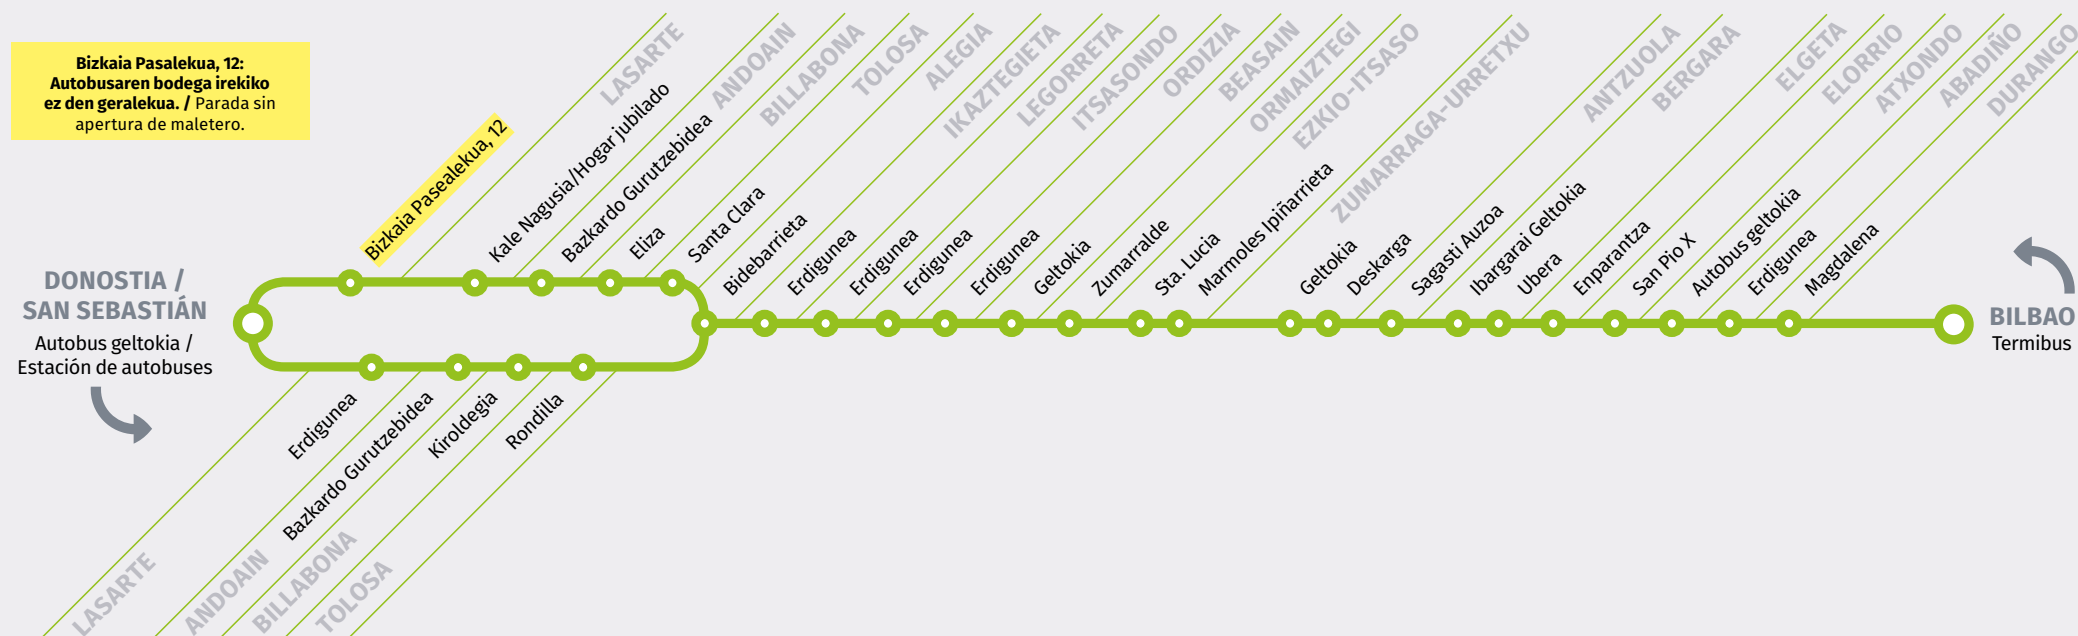 Bizkaia Pasalekua, 12:
Autobusaren bodega irekiko
ez den geralekua. / Parada sin
apertura de maletero.
LASARTE
ANDOAIN
BILLABONA
TOLOSA
ALEGIA
IKAZTEGIETA
LEGORRETA
ITSASONDO
ORDIZIA
BEASAIN
ORMAIZTEGI
EZKIO-ITSASO
ZUMARRAGA-URRETXU
ANTZUOLA
BERGARA
ELGETA
ELORRIO
ATXONDO
ABADIÑO
DURANGO
Bizkaia Pasealekua, 12
Kale Nagusia/Hogar jubilado
Bazkardo Gurutzebidea
Eliza
Santa Clara
Bidebarrieta
Erdigunea
Erdigunea
Erdigunea
Erdigunea
Geltokia
Zumarralde
Sta. Lucia
Marmoles Ipiñarrieta
Geltokia
Deskarga
Sagasti Auzoa
Ibargarai Geltokia
Ubera
Enparantza
San Pio X
Autobus geltokia
Erdigunea
Magdalena
DONOSTIA /
SAN SEBASTIÁN
Autobus geltokia /
Estación de autobuses
BILBAO
Termibus
Erdigunea
Bazkardo Gurutzebidea
Kiroldegia
Rondilla
LASARTE
ANDOAIN
BILLABONA
TOLOSA